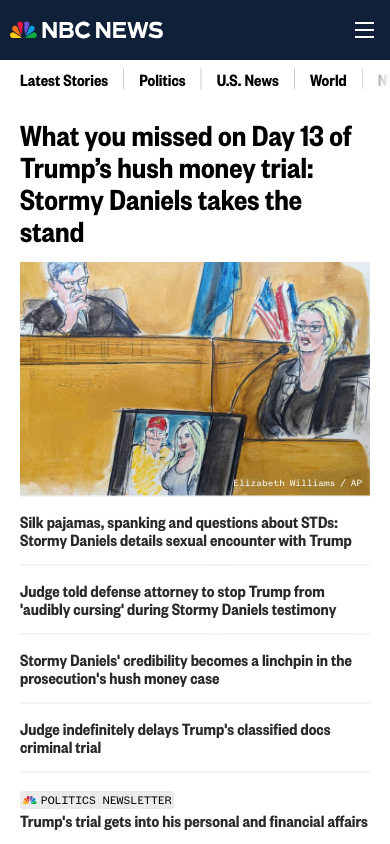 NBC NEWS
Latest Stories
Politics
U.S. News
World
What you missed on Day 13 of
Trump’s hush money trial:
Stormy Daniels takes the
stand
Elizabeth Williams / AP
Silk pajamas, spanking and questions about STDs:
Stormy Daniels details sexual encounter with Trump
Judge told defense attorney to stop Trump from
'audibly cursing' during Stormy Daniels testimony
Stormy Daniels' credibility becomes a linchpin in the
prosecution's hush money case
Judge indefinitely delays Trump's classified docs
criminal trial
POLITICS NEWSLETTER
Trump's trial gets into his personal and financial affairs